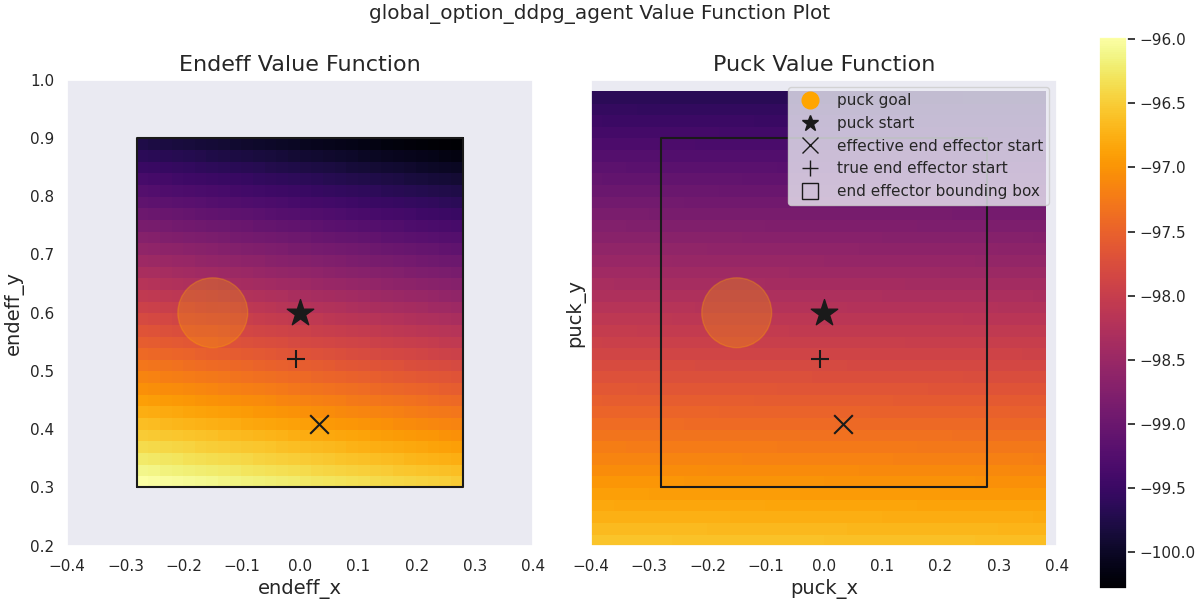 global_option_ddpg_agent Value Function Plot
Endeff Value Function
endeff_y
1.0
0.9
0.8
0.7
0.6
0.5
0.4
0.3
0.2
−0.4 −0.3 −0.2 −0.1 0.0 0.1 0.2 0.3 0.4
endeff_x
Puck Value Function
puck_y
puck goal
puck start
effective end effector start
true end effector start
end effector bounding box
−0.4 −0.3 −0.2 −0.1 0.0 0.1 0.2 0.3 0.4
puck_x
−96.0
−96.5
−97.0
−97.5
−98.0
−98.5
−99.0
−99.5
−100.0